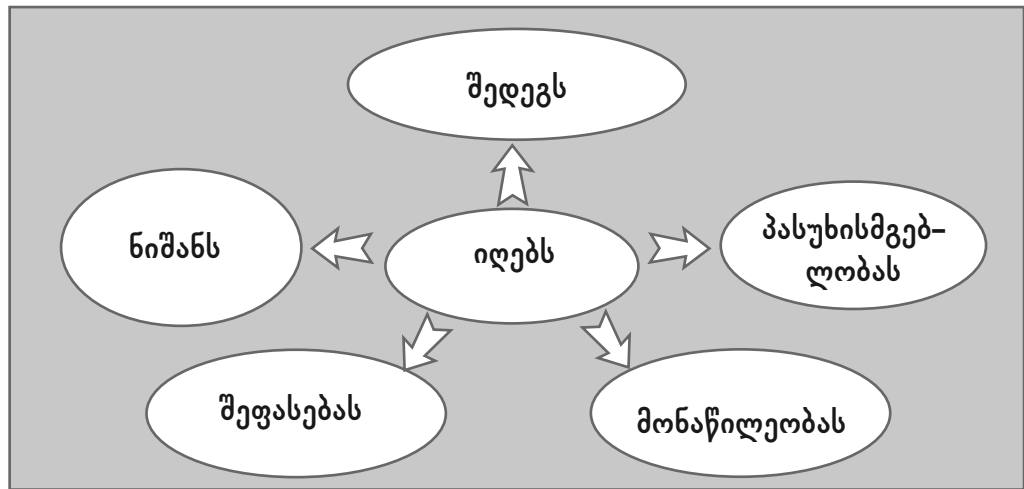 შედეგს
ნიშანს
იღებს
პასუხისმგებ–
ლობას
შეფასებას
მონაწილეობას